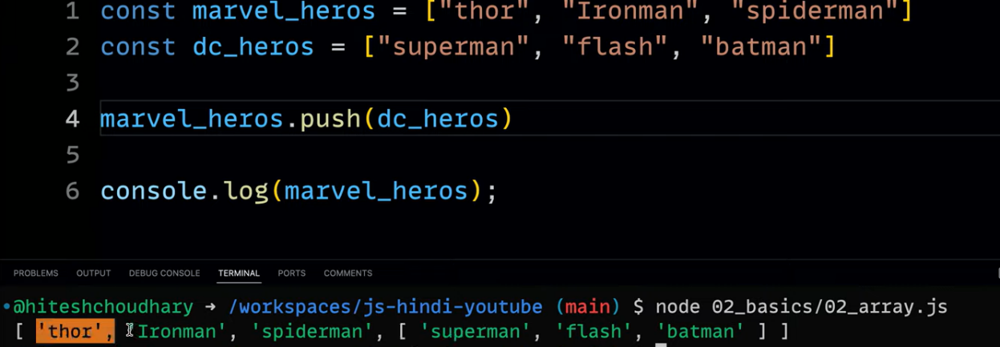 1 const marvel_heros = ["thor", "Ironman", "spiderman"]
2 const dc_heros = ["superman", "flash", "batman"]
3
4 marvel_heros.push(dc_heros)
5
6 console.log(marvel_heros);
PROBLEMS OUTPUT DEBUG CONSOLE TERMINAL PORTS COMMENTS
@hiteshchoudhary → /workspaces/js-hindi-youtube (main) $ node 02_basics/02_array.js
[ 'thor', 'Ironman', 'spiderman', [ 'superman', 'flash', 'batman' ] ]